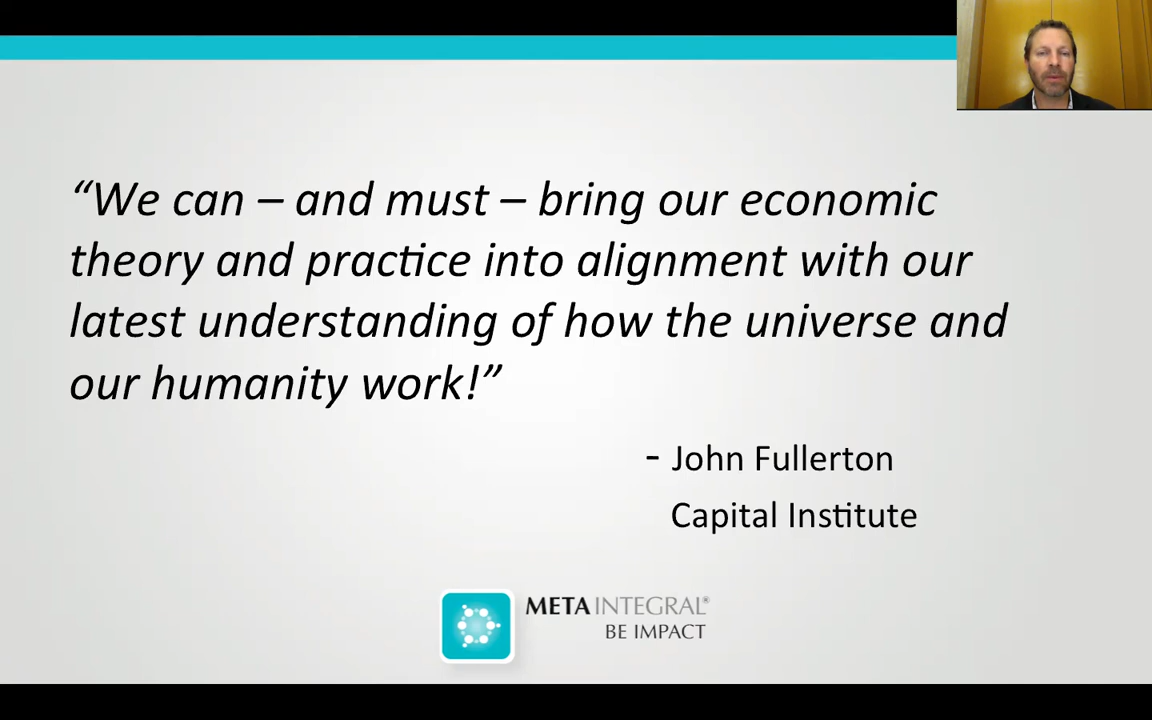 “We can – and must – bring our economic
theory and practice into alignment with our
latest understanding of how the universe and
our humanity work!”
- John Fullerton
Capital Institute
META INTEGRAL®
BE IMPACT